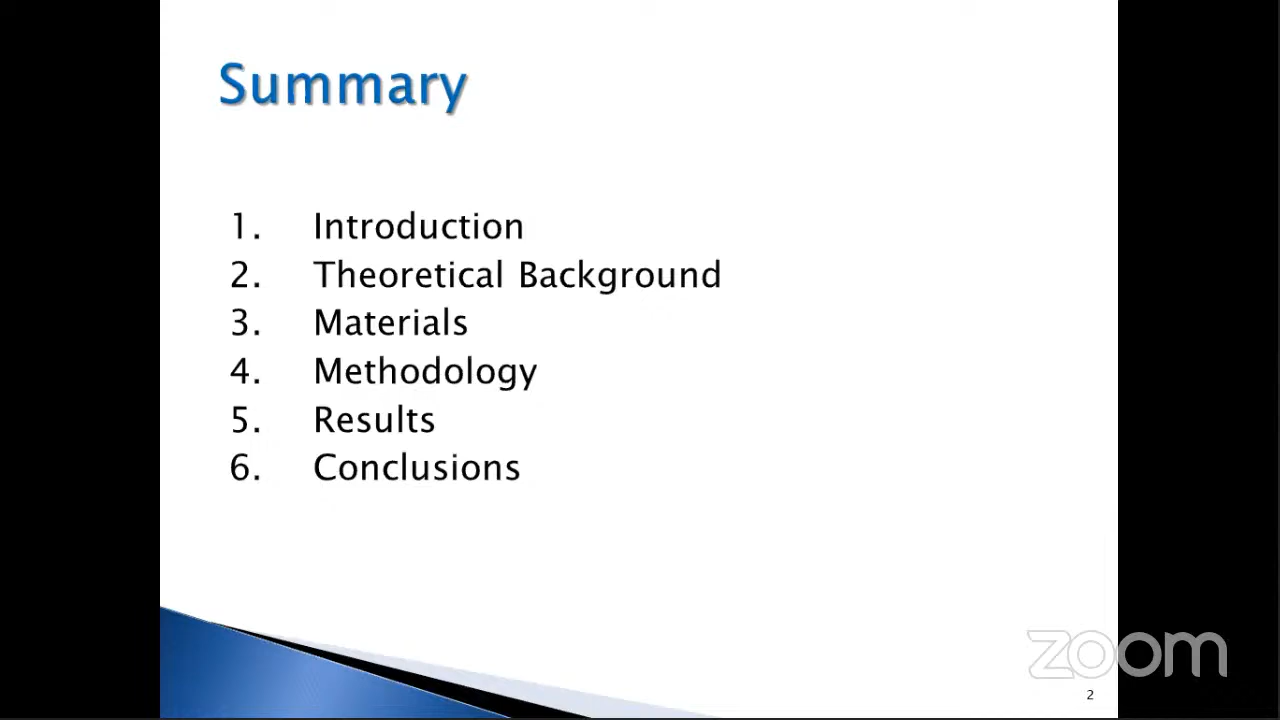 Summary
1. Introduction
2. Theoretical Background
3. Materials
4. Methodology
5. Results
6. Conclusions
zoom
2